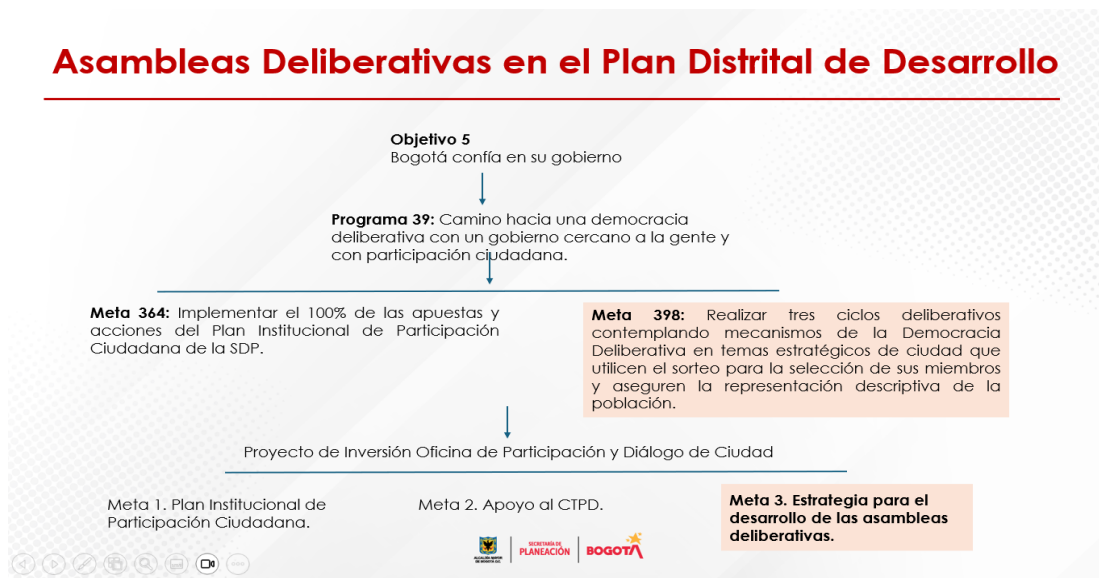 Asambleas Deliberativas en el Plan Distrital de Desarrollo
Objetivo 5
Bogotá confía en su gobierno
Programa 39: Camino hacia una democracia
deliberativa con un gobierno cercano a la gente y
con participación ciudadana.
Meta 364: Implementar el 100% de las apuestas y
acciones del Plan Institucional de Participación
Ciudadana de la SDP.
Meta 398: Realizar tres ciclos deliberativos
contemplando mecanismos de la Democracia
Deliberativa en temas estratégicos de ciudad que
utilicen el sorteo para la selección de sus miembros
y aseguren la representación descriptiva de la
población.
Proyecto de Inversión Oficina de Participación y Diálogo de Ciudad
Meta 1. Plan Institucional de
Participación Ciudadana.
Meta 2. Apoyo al CTPD.
Meta 3. Estrategia para el
desarrollo de las asambleas
deliberativas.
ALCALDÍA MAYOR
DE BOGOTÁ D.C.
SECRETARÍA DE
PLANEACIÓN
BOGOTÁ